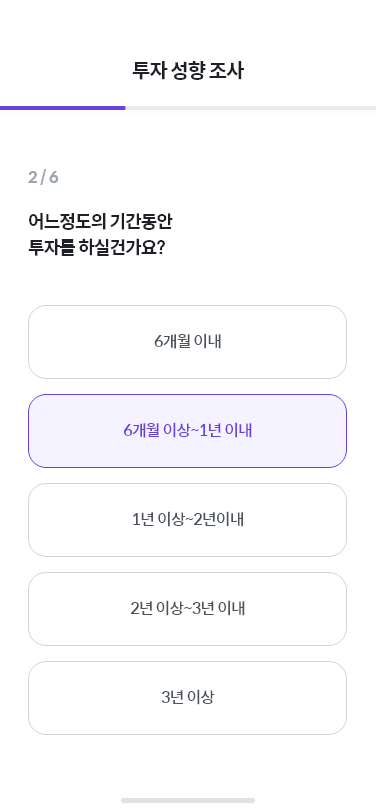 투자 성향 조사
2 / 6
어느정도의 기간동안
투자를 하실건가요?
6개월 이내
6개월 이상~1년 이내
1년 이상~2년이내
2년 이상~3년 이내
3년 이상